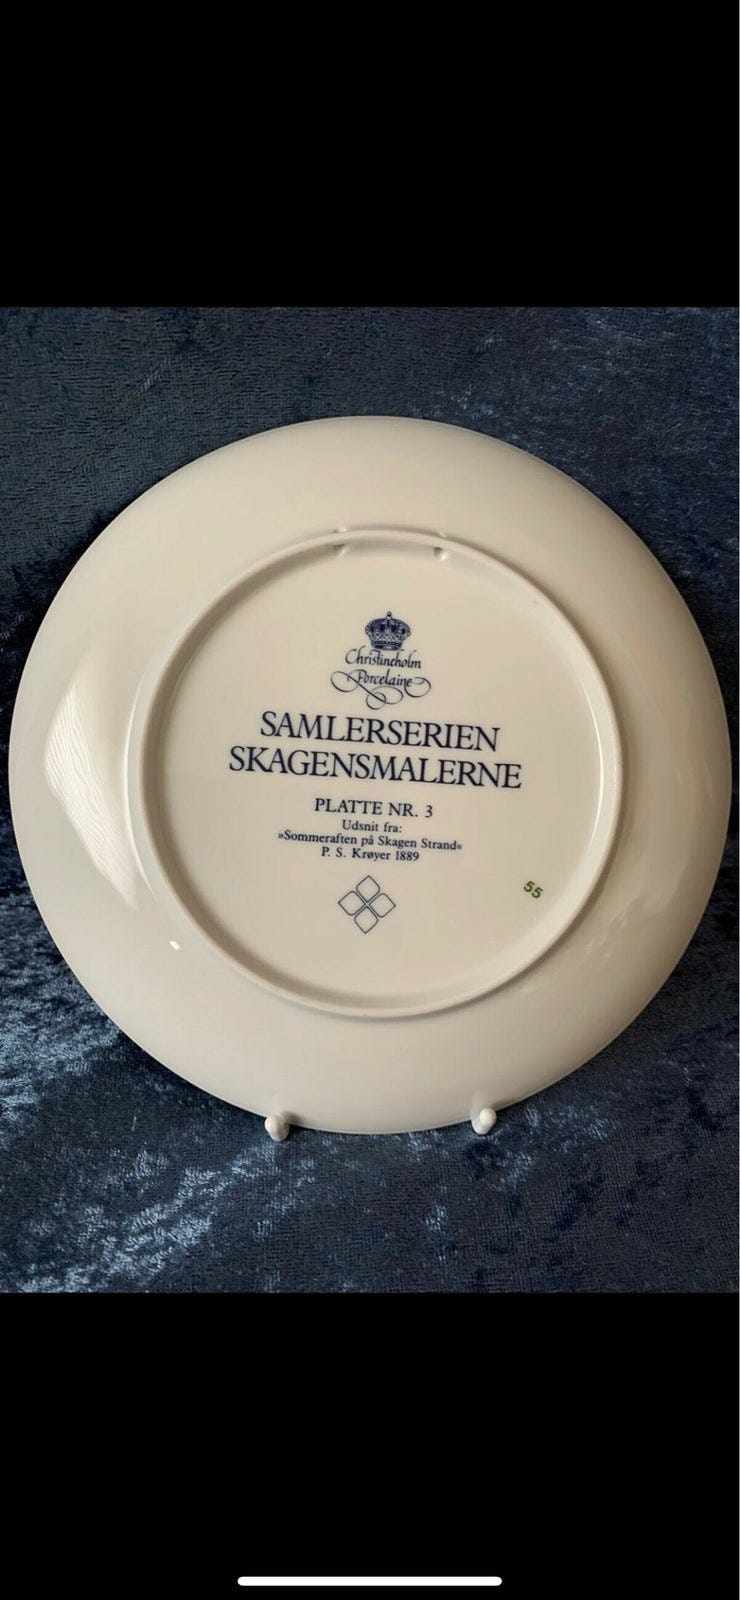 Christineholm
Porcelaine
SAMLERSERIEN
SKAGENSMALERNE
PLATTE NR. 3
Udsnit fra:
»Sommeraften på Skagen Strand«
P. S. Krøyer 1889
55